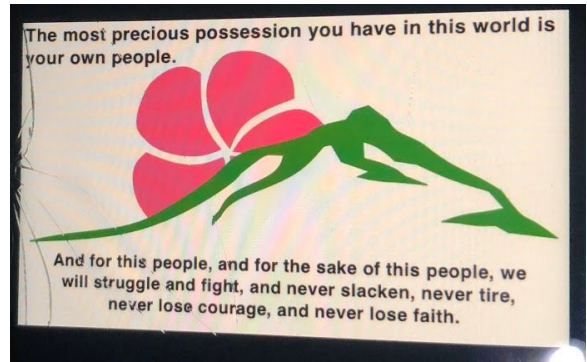 The most precious possession you have in this world is
your own people.
And for this people, and for the sake of this people, we
will struggle and fight, and never slacken, never tire,
never lose courage, and never lose faith.